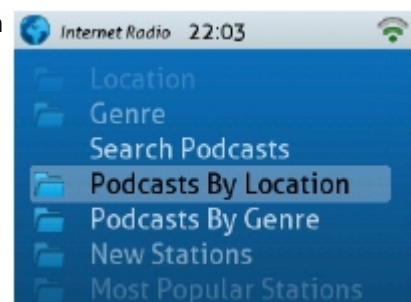 Internet Radio 22:03
Location
Genre
Search Podcasts
Podcasts By Location
Podcasts By Genre
New Stations
Most Popular Stations